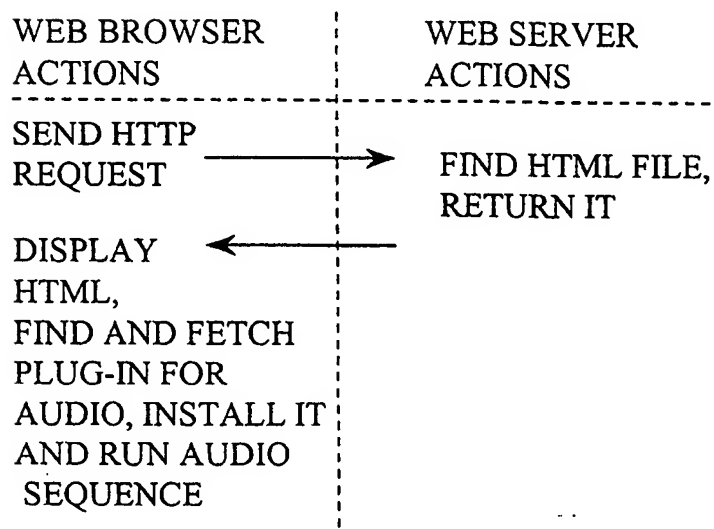 WEB BROWSER
ACTIONS
WEB SERVER
ACTIONS
SEND HTTP
REQUEST
FIND HTML FILE,
RETURN IT
DISPLAY
HTML,
FIND AND FETCH
PLUG-IN FOR
AUDIO, INSTALL IT
AND RUN AUDIO
SEQUENCE